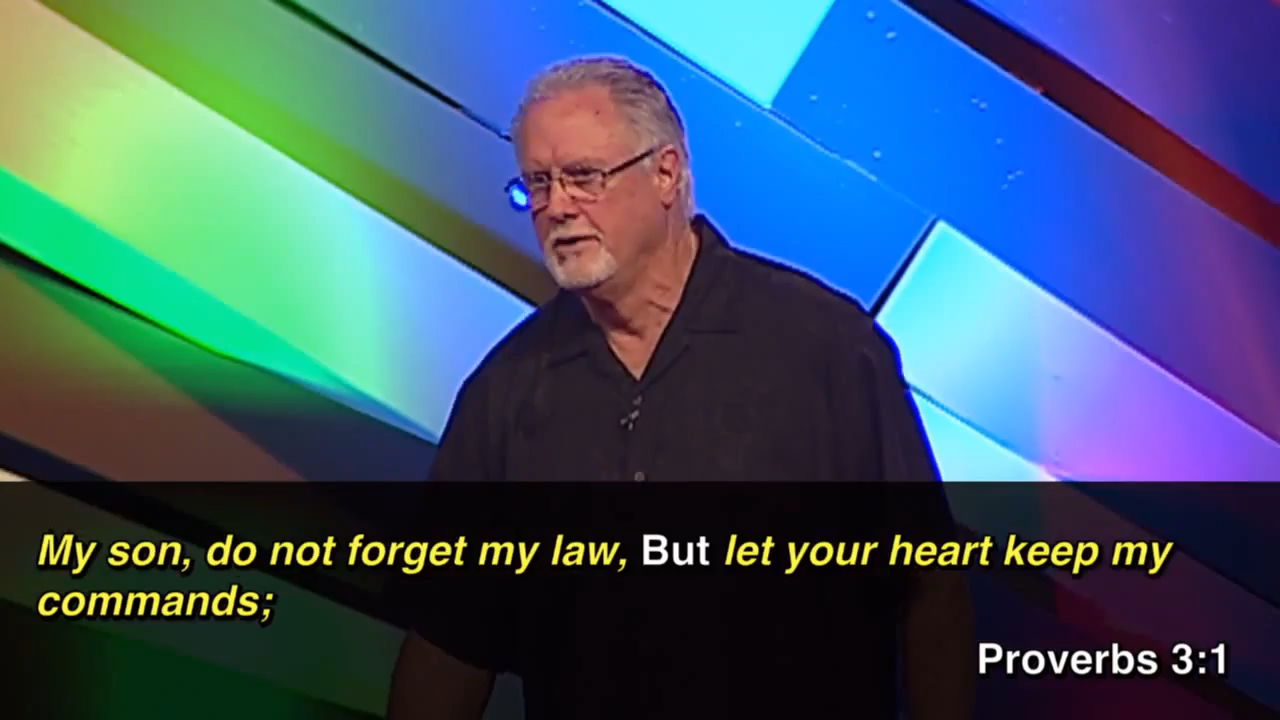 My son, do not forget my law, But let your heart keep my
commands;
Proverbs 3:1